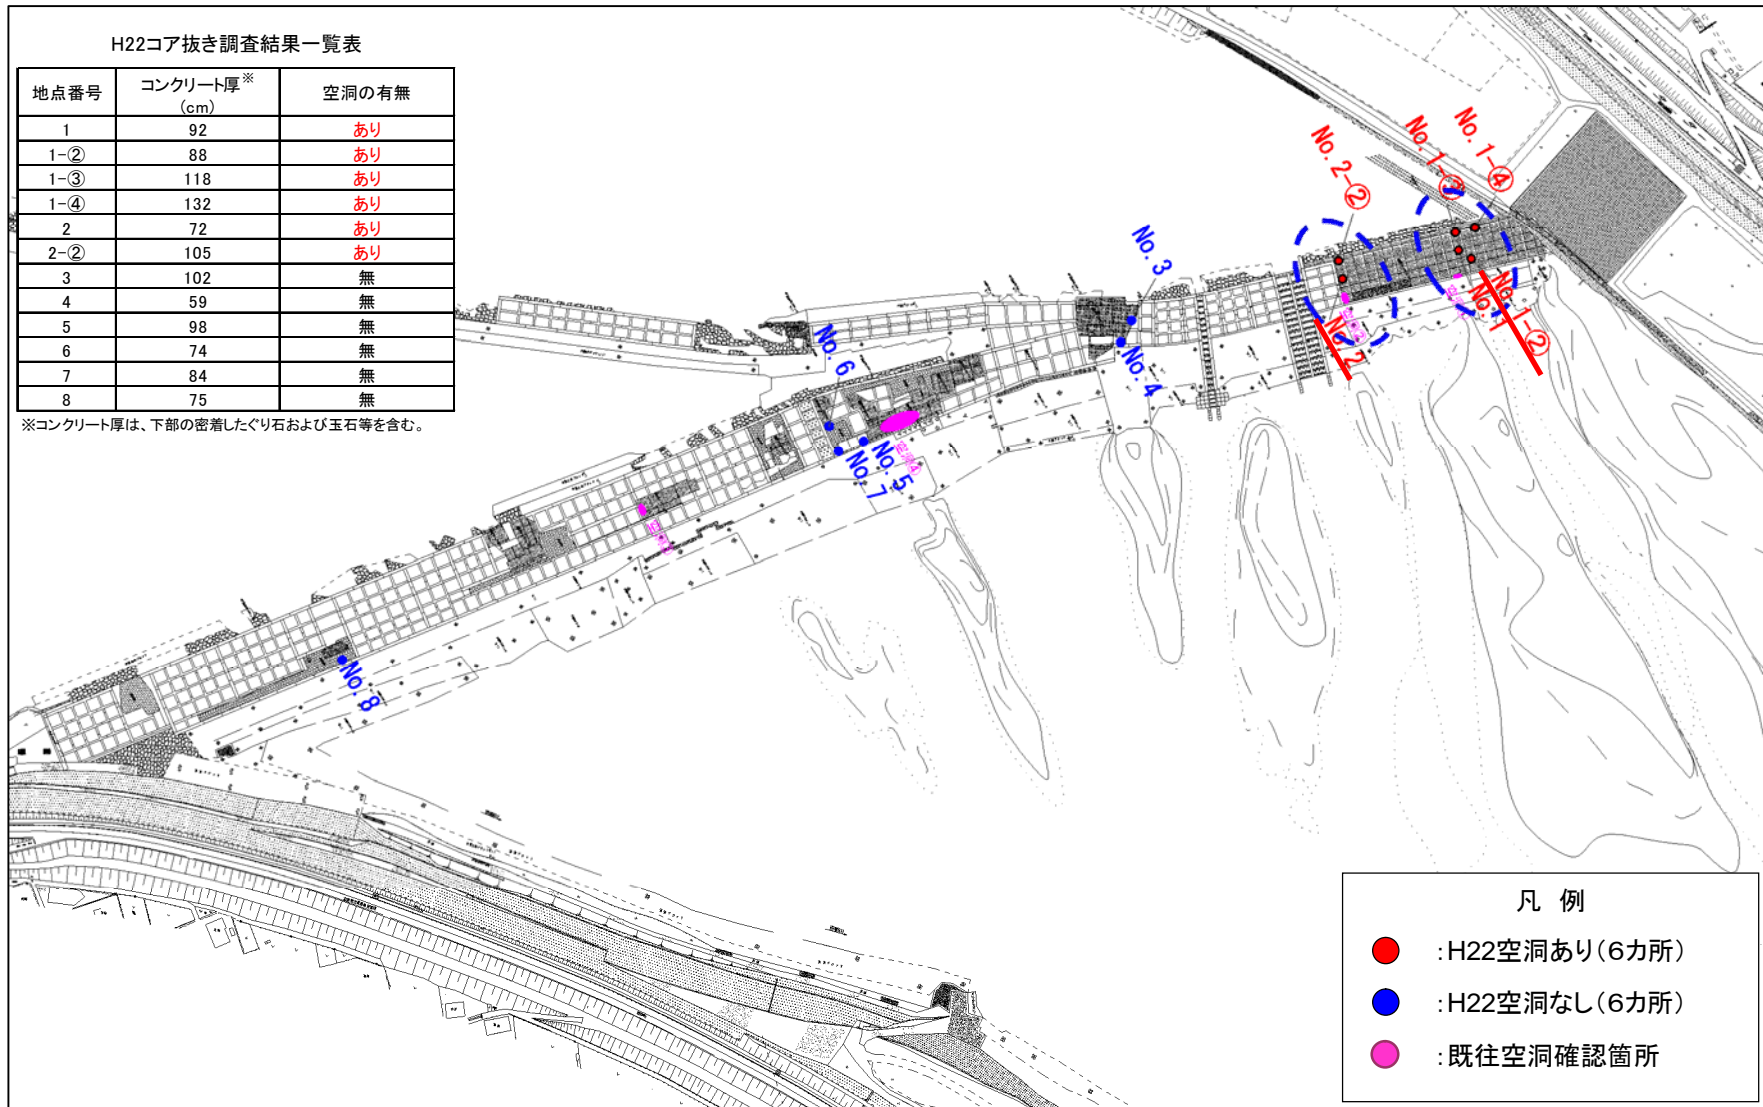 H22コア抜き調査結果一覧表
地点番号 コンクリート厚※(cm) 空洞の有無
1 92 あり
1-② 88 あり
1-③ 118 あり
1-④ 132 あり
2 72 あり
2-② 105 あり
3 102 無
4 59 無
5 98 無
6 74 無
7 84 無
8 75 無
※コンクリート厚は、下部の密着したぐり石および玉石等を含む。
No. 1-④
No. 1-③
No. 2-②
No. 3
No. 1
No. 1-②
No. 2
No. 4
No. 6
No. 5
空洞④
No. 7
No. 8
凡 例
:H22空洞あり(6カ所)
:H22空洞なし(6カ所)
:既往空洞確認箇所